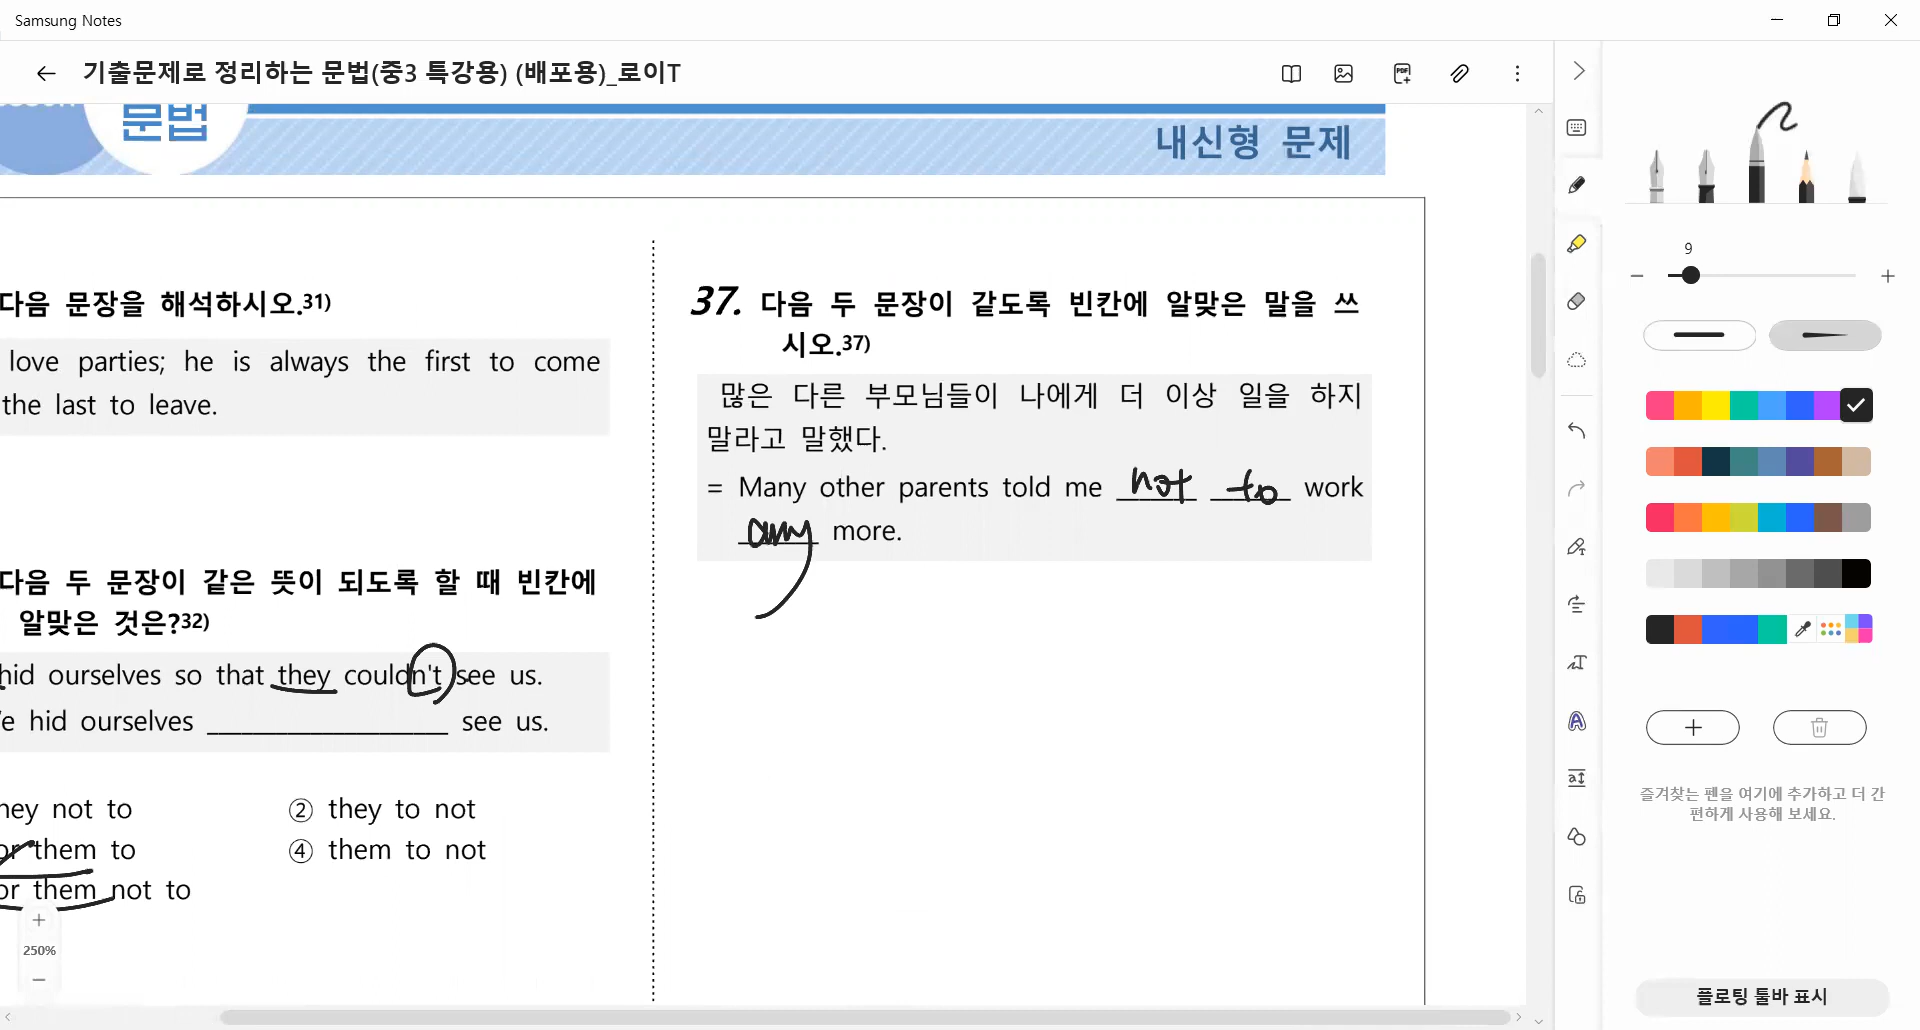 Samsung Notes
기출문제로 정리하는 문법(중3 특강용) (배포용)_로이T
문법
내신형 문제
다음 문장을 해석하시오.31)
love parties; he is always the first to come
the last to leave.
다음 두 문장이 같은 뜻이 되도록 할 때 빈칸에
알맞은 것은?32)
hid ourselves so that they couldn't see us.
e hid ourselves ____________________ see us.
hey not to
② they to not
or them to
④ them to not
or them not to
250%
37. 다음 두 문장이 같도록 빈칸에 알맞은 말을 쓰
시오.37)
많은 다른 부모님들이 나에게 더 이상 일을 하지
말라고 말했다.
= Many other parents told me not to work
any more.
9
즐겨찾는 펜을 여기에 추가하고 더 간
편하게 사용해 보세요.
플로팅 툴바 표시